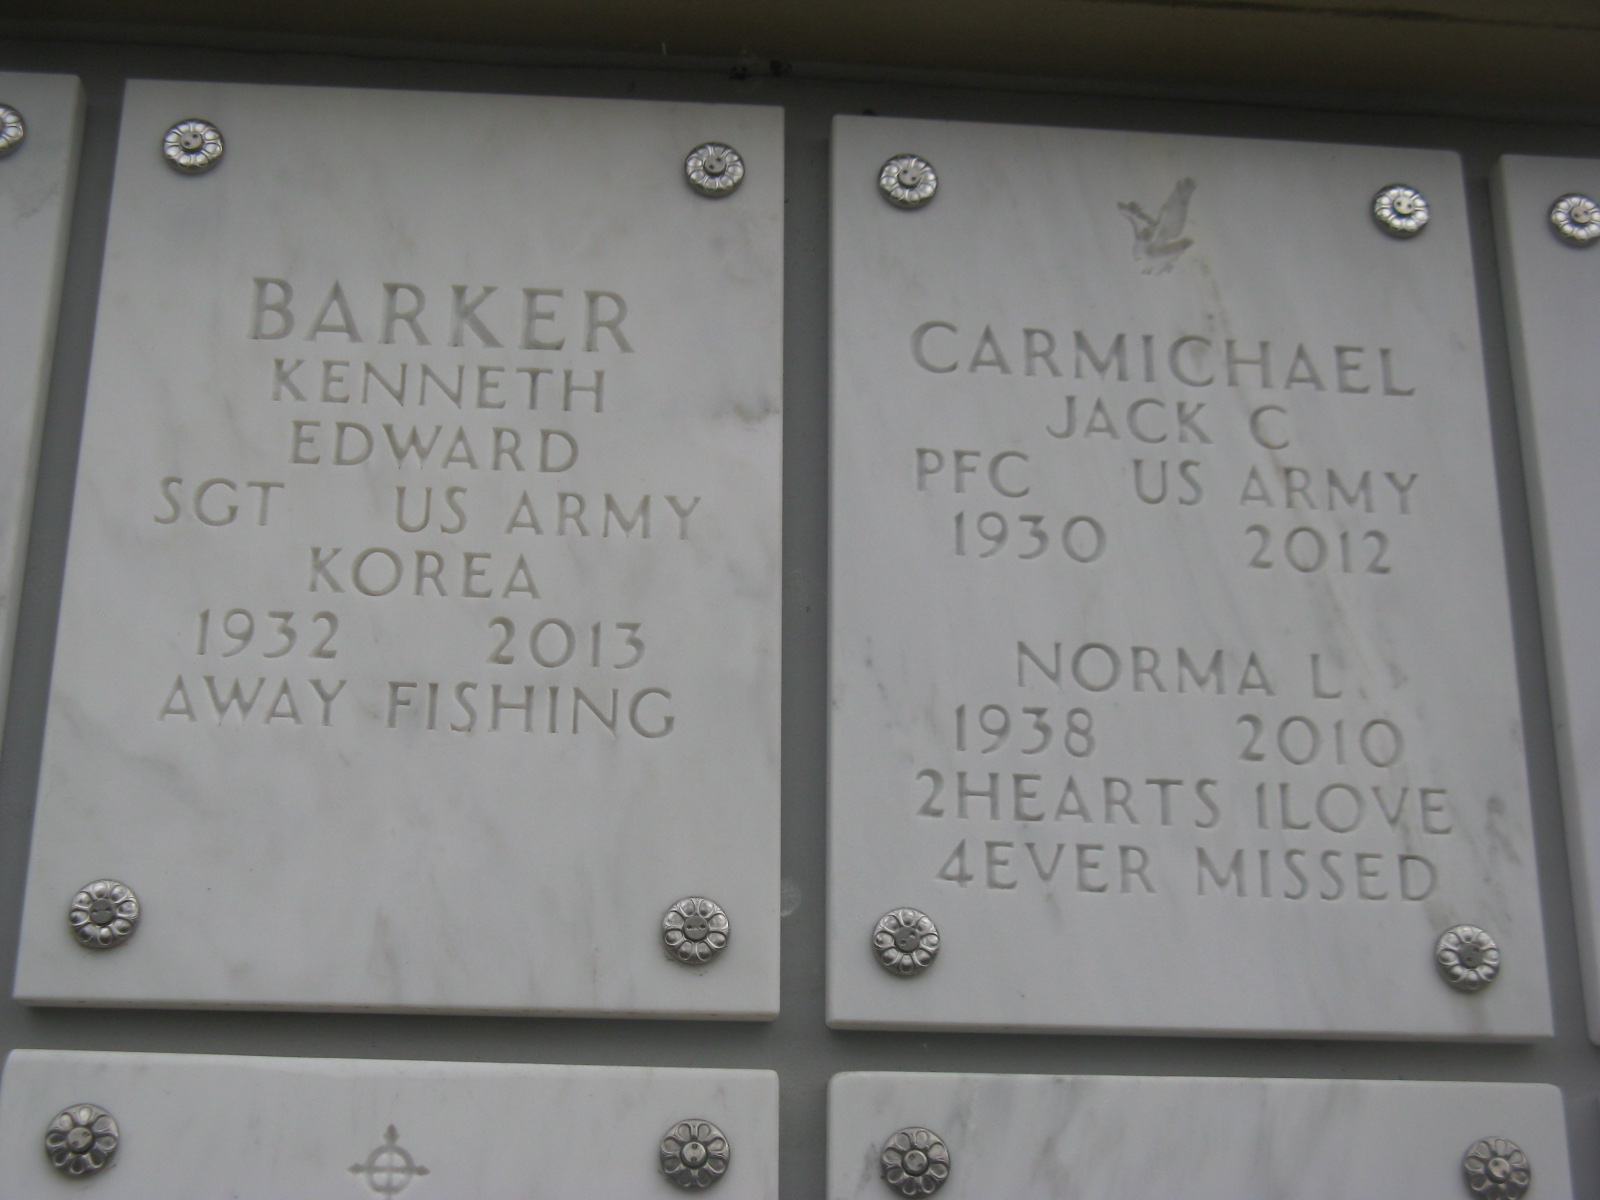 BARKER
KENNETH
EDWARD
SGT US ARMY
KOREA
1932 2013
AWAY FISHING
CARMICHAEL
JACK C
PFC US ARMY
1930 2012
NORMA L
1938 2010
2HEARTS 1LOVE
4EVER MISSED